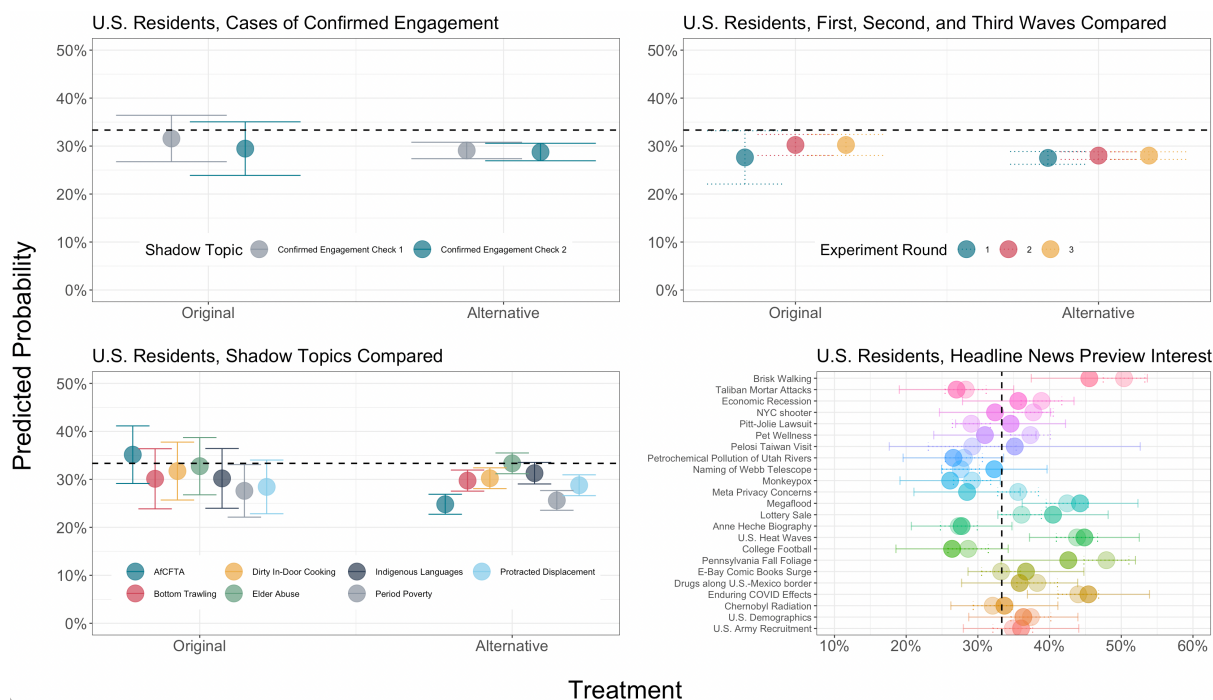 U.S. Residents, Cases of Confirmed Engagement
50%
40%
30%
20%
10%
0%
Shadow Topic
Confirmed Engagement Check 1
Confirmed Engagement Check 2
Original
Alternative
U.S. Residents, First, Second, and Third Waves Compared
50%
40%
30%
20%
10%
0%
Experiment Round
1
2
3
Original
Alternative
Predicted Probability
U.S. Residents, Shadow Topics Compared
50%
40%
30%
20%
10%
0%
AfCFTA
Dirty In-Door Cooking
Indigenous Languages
Protracted Displacement
Bottom Trawling
Elder Abuse
Period Poverty
Original
Alternative
U.S. Residents, Headline News Preview Interest
Brisk Walking
Taliban Mortar Attacks
Economic Recession
NYC shooter
Pitt-Jolie Lawsuit
Pet Wellness
Pelosi Taiwan Visit
Petrochemical Pollution of Utah Rivers
Naming of Webb Telescope
Monkeypox
Meta Privacy Concerns
Megaflood
Lottery Sale
Anne Heche Biography
U.S. Heat Waves
College Football
Pennsylvania Fall Foliage
E-Bay Comic Books Surge
Drugs along U.S.-Mexico border
Enduring COVID Effects
Chernobyl Radiation
U.S. Demographics
U.S. Army Recruitment
10%
20%
30%
40%
50%
60%
Treatment